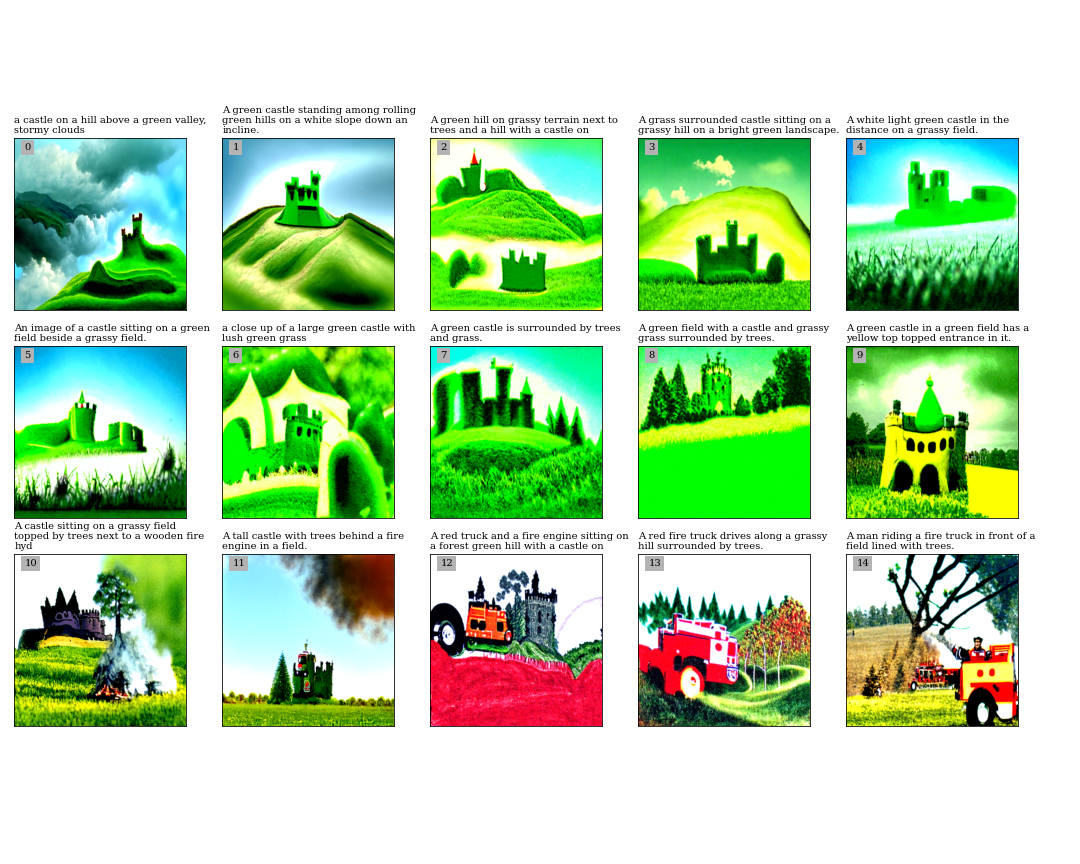 a castle on a hill above a green valley,
stormy clouds
0
A green castle standing among rolling
green hills on a white slope down an
incline.
1
A green hill on grassy terrain next to
trees and a hill with a castle on
2
A grass surrounded castle sitting on a
grassy hill on a bright green landscape.
3
A white light green castle in the
distance on a grassy field.
4
An image of a castle sitting on a green
field beside a grassy field.
5
a close up of a large green castle with
lush green grass
6
A green castle is surrounded by trees
and grass.
7
A green field with a castle and grassy
grass surrounded by trees.
8
A green castle in a green field has a
yellow top topped entrance in it.
9
A castle sitting on a grassy field
topped by trees next to a wooden fire
hyd
10
A tall castle with trees behind a fire
engine in a field.
11
A red truck and a fire engine sitting on
a forest green hill with a castle on
12
A red fire truck drives along a grassy
hill surrounded by trees.
13
A man riding a fire truck in front of a
field lined with trees.
14